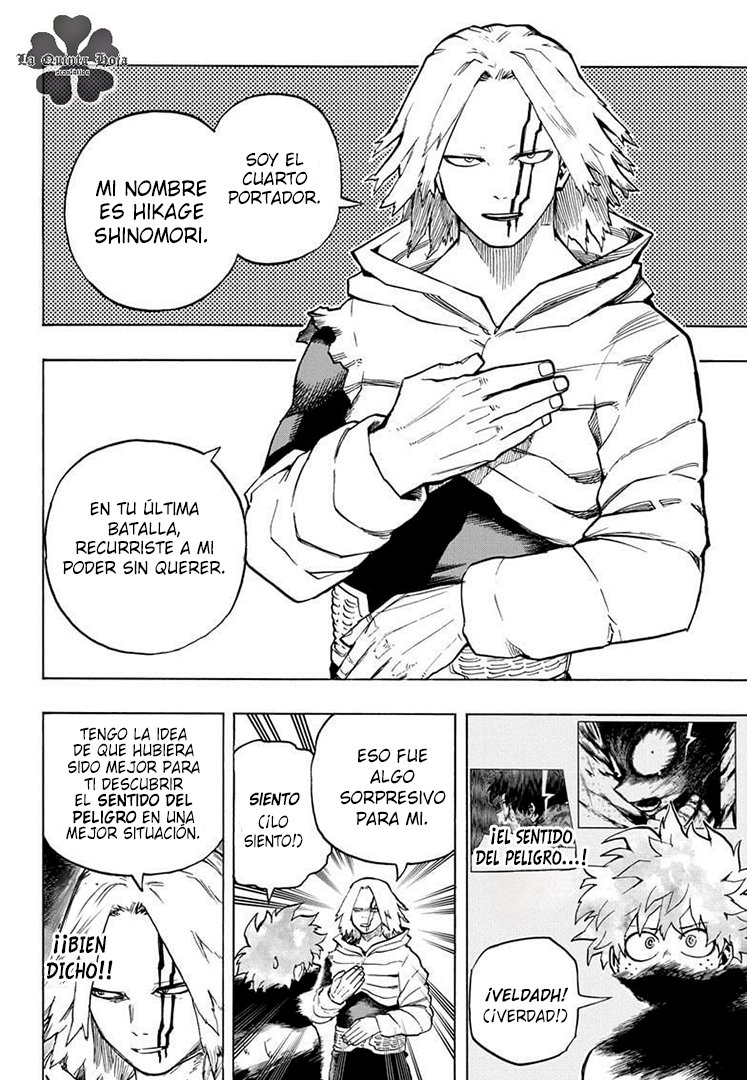 La Quinta Hoja
SOY EL
CUARTO
PORTADOR.
MI NOMBRE
ES HIKAGE
SHINOMORI.
EN TU ÚLTIMA
BATALLA,
RECURRISTE A MI
PODER SIN QUERER.
¡EL SENTIDO
DEL PELIGRO...!
¡VELDADH!
(¡VERDAD!)
ESO FUE
ALGO
SORPRESIVO
PARA MI.
SIENTO
(¡LO
SIENTO!)
TENGO LA IDEA
DE QUE HUBIERA
SIDO MEJOR PARA
TI DESCUBRIR
EL SENTIDO DEL
PELIGRO EN UNA
MEJOR SITUACIÓN.
¡¡BIEN
DICHO!!